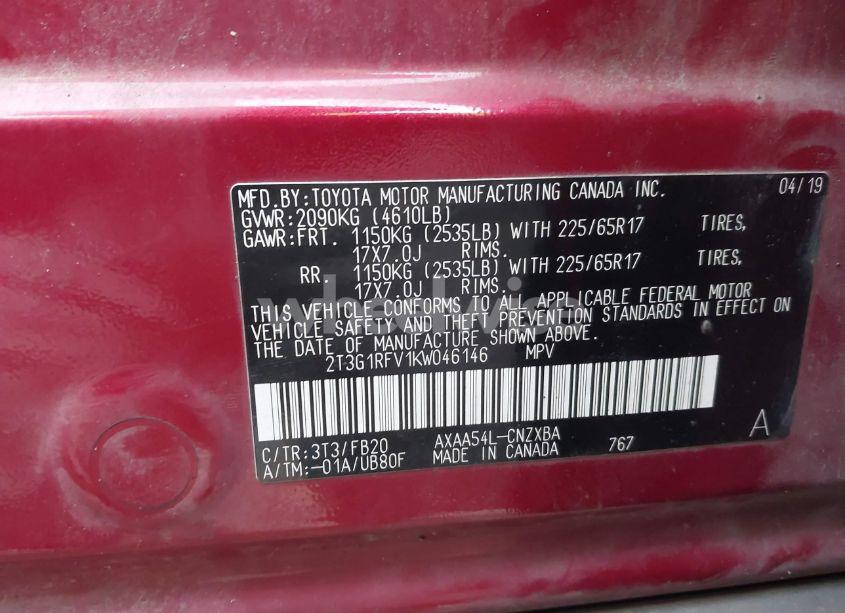 MFD.BY:TOYOTA MOTOR MANUFACTURING CANADA INC. 04/19
GVWR:2090KG (4610LB)
GAWR:FRT. 1150KG (2535LB) WITH 225/65R17 TIRES,
17X7.0J RIMS.
RR. 1150KG (2535LB) WITH 225/65R17 TIRES,
17X7.0J RIMS.
THIS VEHICLE CONFORMS TO ALL APPLICABLE FEDERAL MOTOR
VEHICLE SAFETY AND THEFT PREVENTION STANDARDS IN EFFECT ON
THE DATE OF MANUFACTURE SHOWN ABOVE.
2T3G1RFV1KW046146 MPV
C/TR:3T3/FB20 AXAA54L-CNZXBA 767 A
A/TM:-01A/UB80F MADE IN CANADA